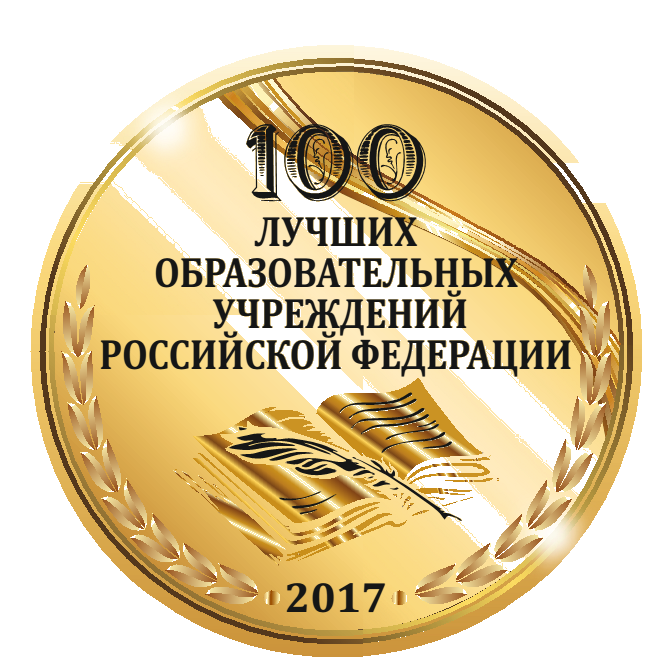 100
ЛУЧШИХ
ОБРАЗОВАТЕЛЬНЫХ
УЧРЕЖДЕНИЙ
РОССИЙСКОЙ ФЕДЕРАЦИИ
2017